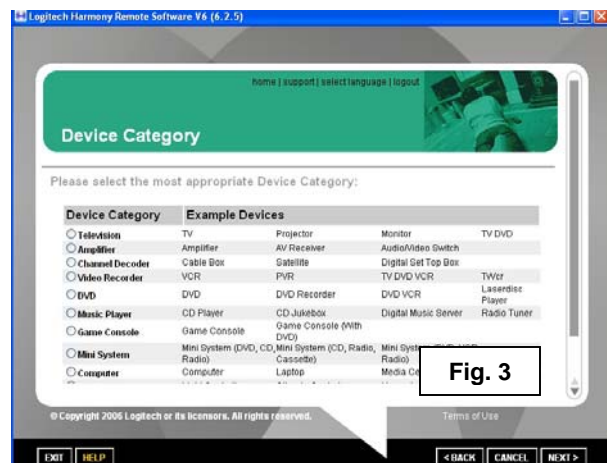 Logitech Harmony Remote Software V6 (6.2.5)
home | support | select language | logout
Device Category
Please select the most appropriate Device Category:
Device Category Example Devices
Television TV Projector Monitor TV DVD
Amplifier Amplifier AV Receiver Audio/Video Switch
Channel Decoder Cable Box Satellite Digital Set Top Box
Video Recorder VCR PVR TV DVD VCR TiVo
DVD DVD DVD Recorder DVD VCR Laserdisc Player
Music Player CD Player CD Jukebox Digital Music Server Radio Tuner
Game Console Game Console Game Console (With DVD)
Mini System Mini System (DVD, CD, Radio) Mini System (CD, Radio, Cassette) Mini System Radio)
Computer Computer Laptop Media
Fig. 3
© Copyright 2006 Logitech or its licensors. All rights reserved. Terms of Use
EXIT HELP < BACK CANCEL NEXT >